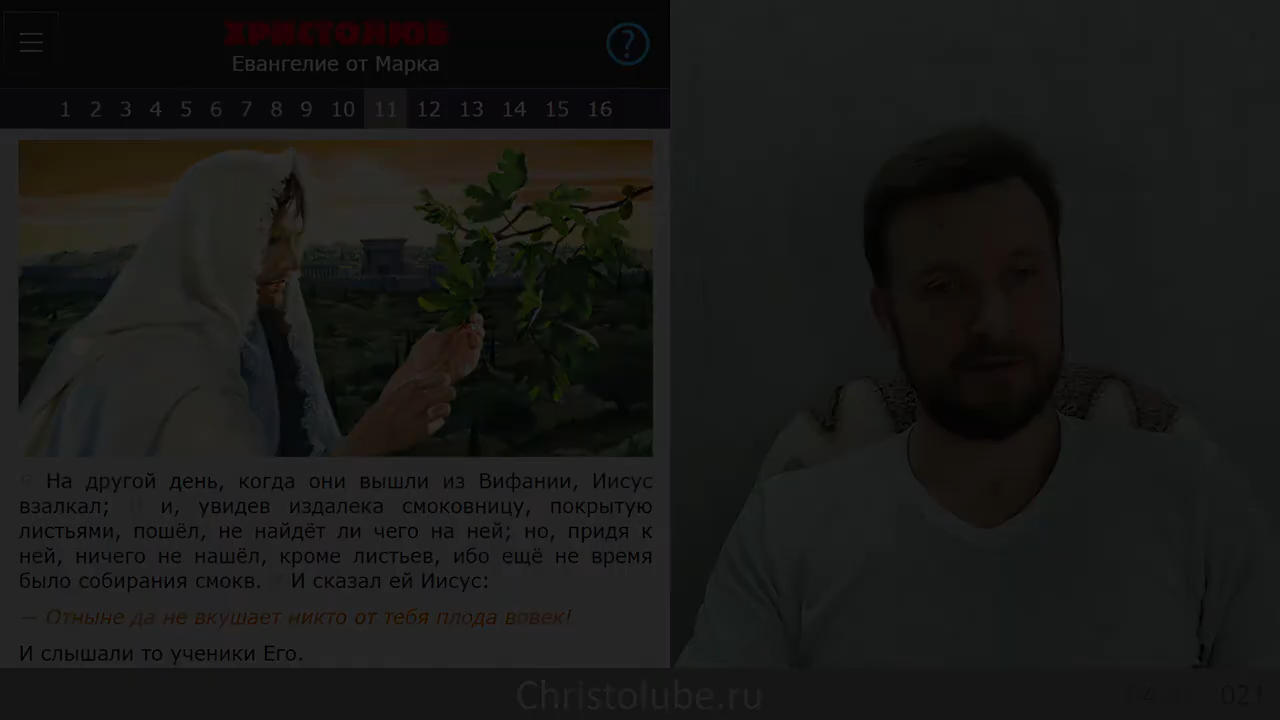 ХРИСТОЛЮБ
Евангелие от Марка
?
1 2 3 4 5 6 7 8 9 10 11 12 13 14 15 16
На другой день, когда они вышли из Вифании, Иисус
взалкал; и, увидев издалека смоковницу, покрытую
листьями, пошёл, не найдёт ли чего на ней; но, придя к
ней, ничего не нашёл, кроме листьев, ибо ещё не время
было собирания смокв. И сказал ей Иисус:
— Отныне да не вкушает никто от тебя плода вовек!
И слышали то ученики Его.
Christolube.ru